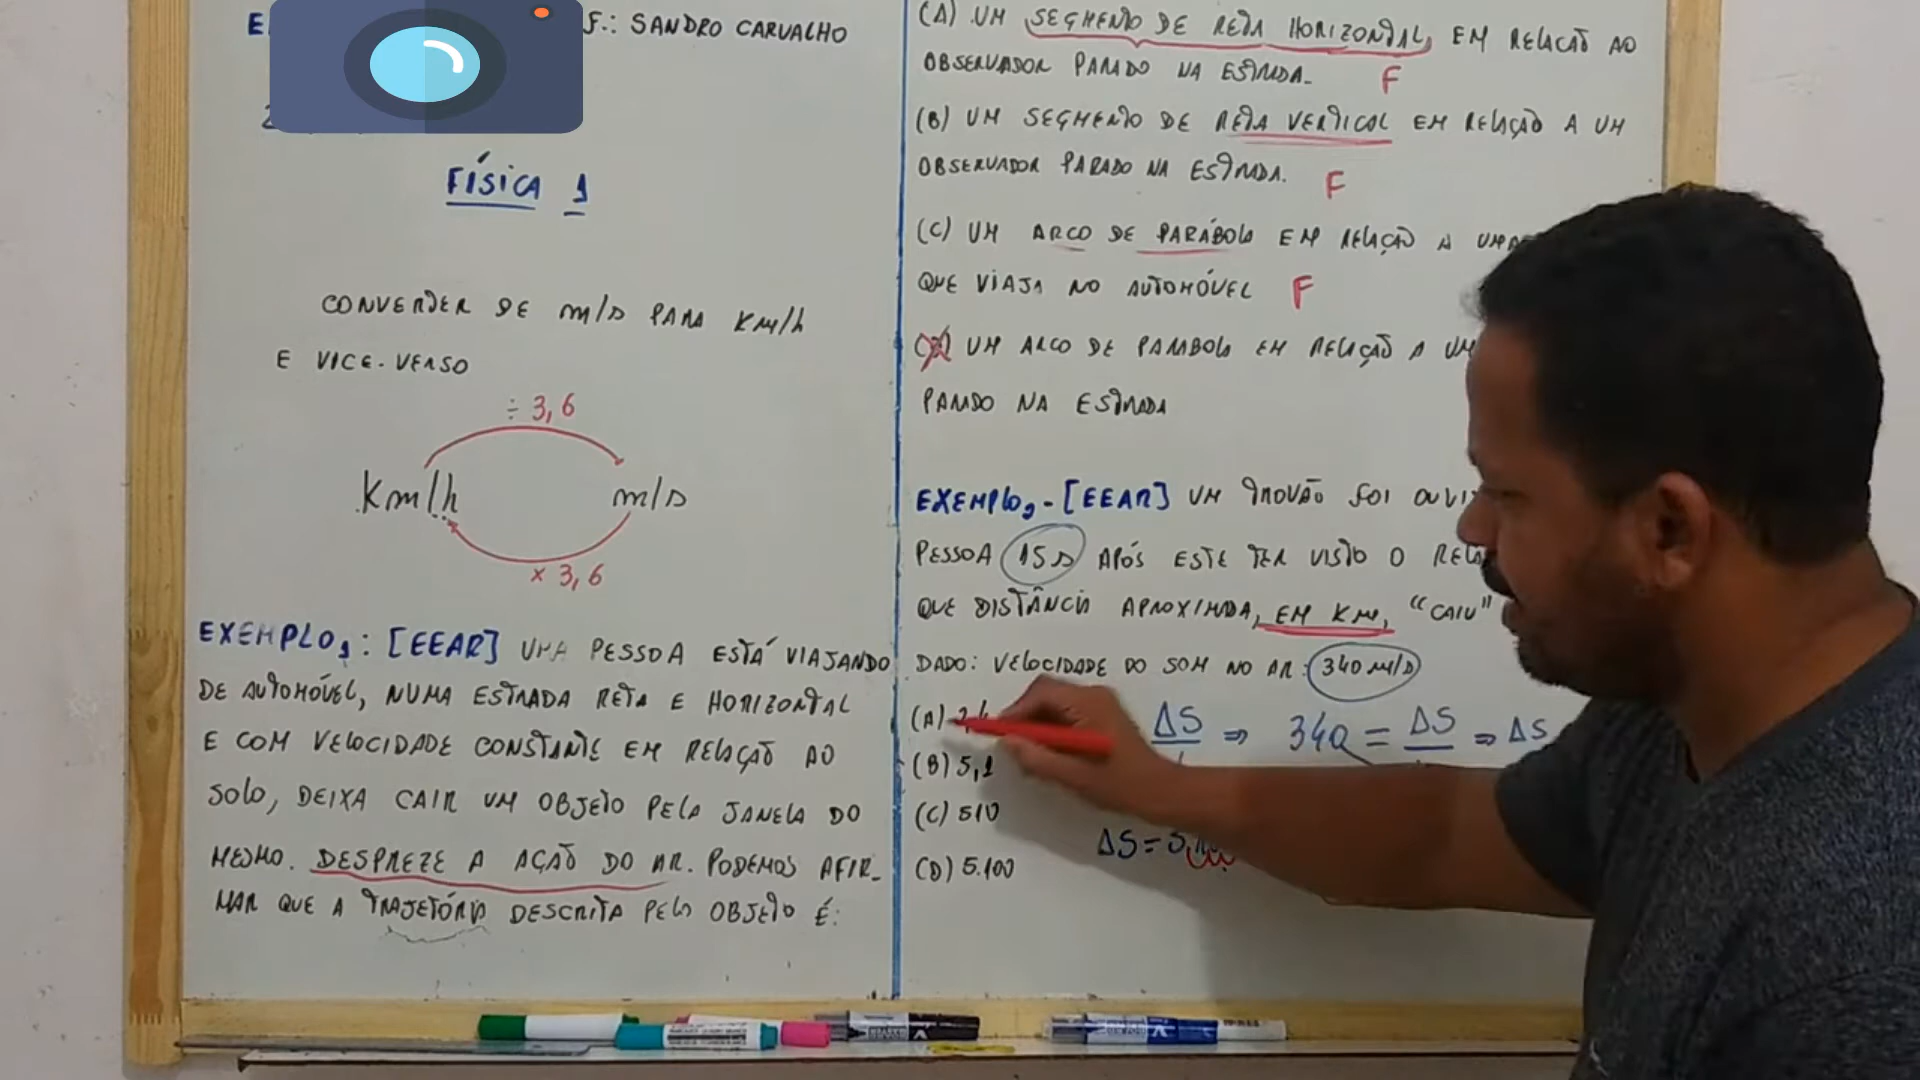 F.: SANDRO CARVALHO
FÍSICA 1
CONVERTER DE m/s PARA KM/h
E VICE-VERSO
÷ 3,6
Km/h m/s
x 3,6
EXEMPLO1: [EEAR] UMA PESSOA ESTÁ VIAJANDO
DE AUTOMÓVEL, NUMA ESTRADA RETA E HORIZONTAL
E COM VELOCIDADE CONSTANTE EM RELAÇÃO AO
SOLO, DEIXA CAIR UM OBJETO PELA JANELA DO
MESMO. DESPREZE A AÇÃO DO AR. PODEMOS AFIR-
MAR QUE A TRAJETÓRIA DESCRITA PELO OBJETO É:
(A) UM SEGMENTO DE RETA HORIZONTAL, EM RELAÇÃO AO
OBSERVADOR PARADO NA ESTRADA. F
(B) UM SEGMENTO DE RETA VERTICAL EM RELAÇÃO A UM
OBSERVADOR PARADO NA ESTRADA. F
(C) UM ARCO DE PARÁBOLA EM RELAÇÃO A
QUE VIAJA NO AUTOMÓVEL F
UM ARCO DE PARABOLA EM RELAÇÃO A UM
PARADO NA ESTRADA
EXEMPLO2 - [EEAR] UM TROVÃO FOI
PESSOA 15s APÓS ESTE TER VISTO O
QUE DISTÂNCIA APROXIMADA, EM KM, "CAIU"
DADO: VELOCIDADE DO SOM NO AR: 340 m/s
(A) ΔS ⇒ 340 = ΔS ⇒ ΔS
(B) 5,1
(C) 510
ΔS =
(D) 5.100